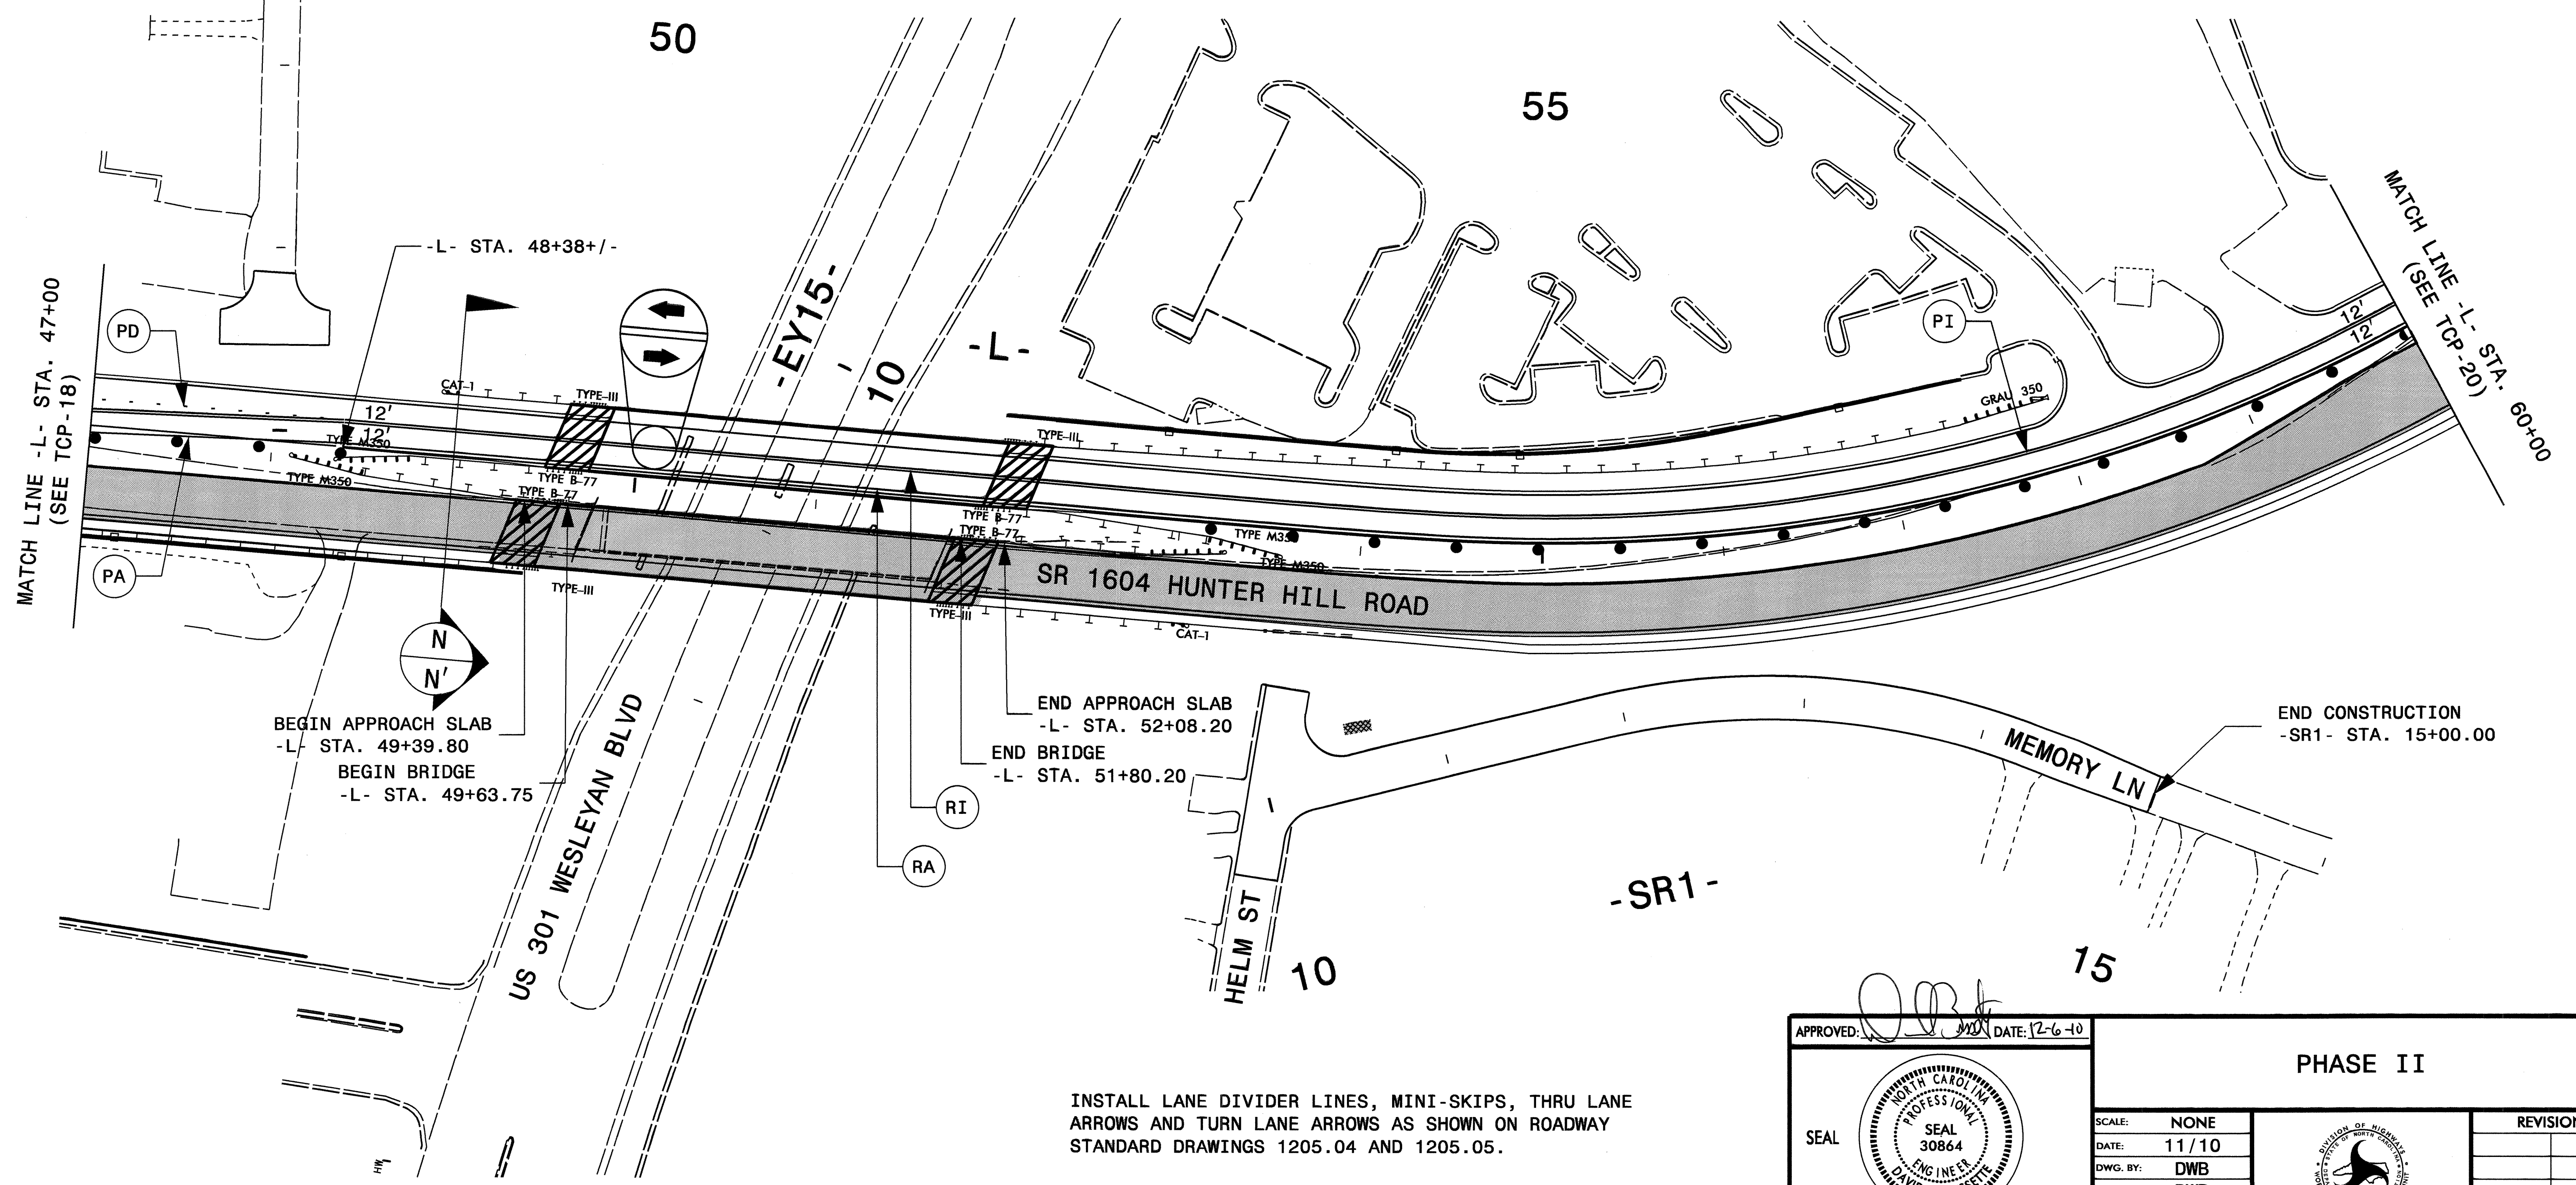 50
55
-L- STA. 48+38+/-
MATCH LINE -L- STA. 47+00
(SEE TCP-18)
MATCH LINE -L- STA. 60+00
(SEE TCP-20)
PD
PA
PI
RI
RA
-EY15-
10
-L-
12'
12'
12'
12'
CAT-1
TYPE-III
TYPE-III
TYPE M350
TYPE M350
TYPE B-77
TYPE B-77
TYPE B-77
TYPE B-77
TYPE M350
TYPE M350
GRAU 350
TYPE-III
TYPE-III
CAT-1
SR 1604 HUNTER HILL ROAD
N
N'
BEGIN APPROACH SLAB
-L- STA. 49+39.80
BEGIN BRIDGE
-L- STA. 49+63.75
END APPROACH SLAB
-L- STA. 52+08.20
END BRIDGE
-L- STA. 51+80.20
US 301 WESLEYAN BLVD
END CONSTRUCTION
-SR1- STA. 15+00.00
MEMORY LN
HELM ST
-SR1-
10
15
HW
INSTALL LANE DIVIDER LINES, MINI-SKIPS, THRU LANE
ARROWS AND TURN LANE ARROWS AS SHOWN ON ROADWAY
STANDARD DRAWINGS 1205.04 AND 1205.05.
APPROVED: DATE: 12-6-10
SEAL
NORTH CAROLINA
PROFESSIONAL
SEAL
30864
ENGINEER
PHASE II
SCALE: NONE
DATE: 11/10
DWG. BY: DWB
DIVISION OF HIGHWAYS
STATE OF NORTH CAROLINA
REVISION